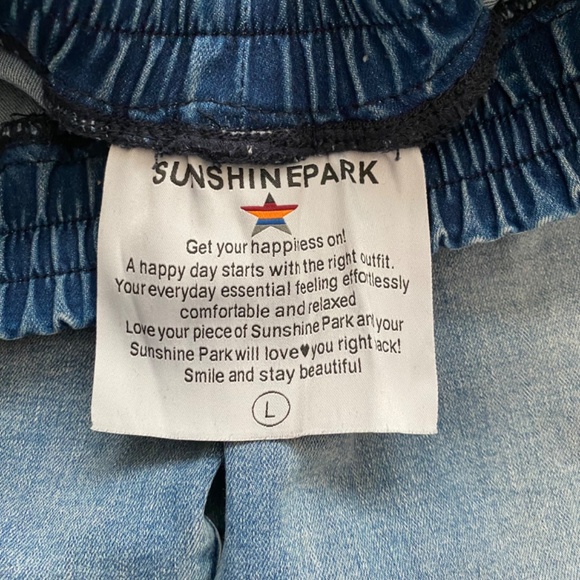 SUNSHINEPARK
Get your happiness on!
A happy day starts with the right outfit.
Your everyday essential feeling effortlessly
comfortable and relaxed
Love your piece of Sunshine Park and your
Sunshine Park will love♥you right back!
Smile and stay beautiful
L